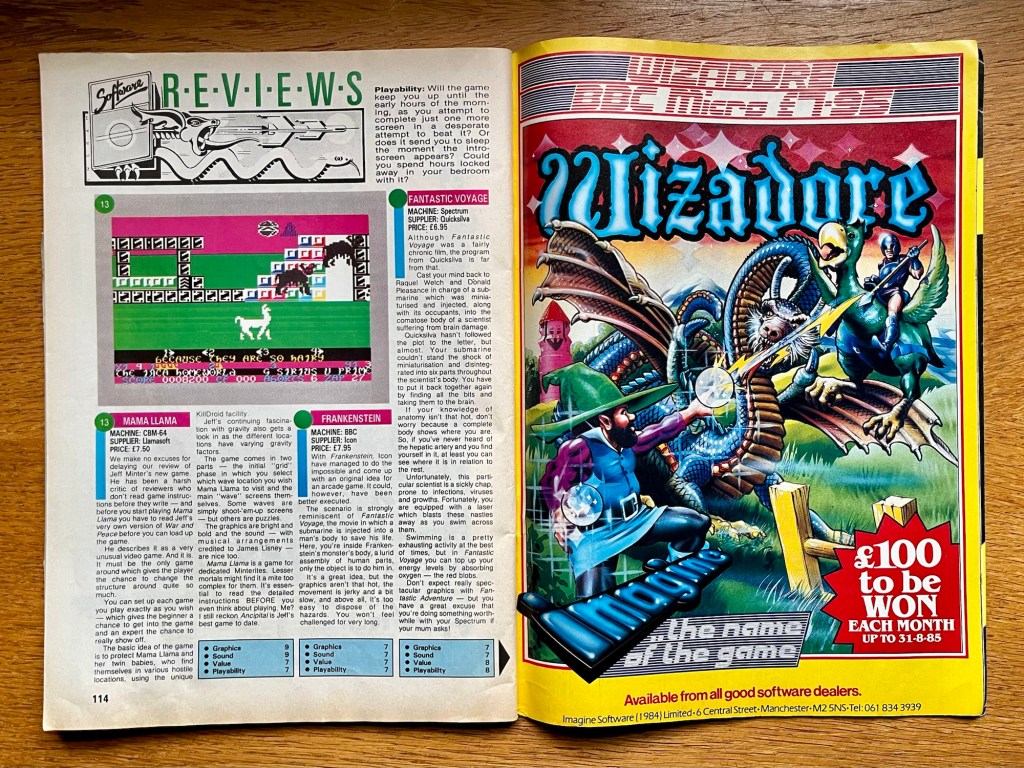 Software
R·E·V·I·E·W·S
Playability: Will the game
keep you up until the
early hours of the morn-
ing, as you attempt to
complete just one more
screen in a desperate
attempt to beat it? Or
does it send you to sleep
the moment the intro-
screen appears? Could
you spend hours locked
away in your bedroom
with it?
13
BECAUSE THEY ARE SO HAIRY
SCORE 0008200
13 MAMA LLAMA
MACHINE: CBM-64
SUPPLIER: Llamasoft
PRICE: £7.50
We make no excuses for
delaying our review of
Jeff Minter's new game.
He has been a harsh
critic of reviewers who
don't read game instruc-
tions before they write — and
before you start playing Mama
Llama you have to read Jeff's
very own version of War and
Peace before you can load up
the game.
He describes it as a very
unusual video game. And it is.
It must be the only game
around which gives the player
the chance to change the
structure around quite so
much.
You can set up each game
you play exactly as you wish
— which gives the beginner a
chance to get into the game
and an expert the chance to
really show off.
The basic idea of the game
is to protect Mama Llama and
her twin babies, who find
themselves in various hostile
locations, using the unique
KillDroid facility.
Jeff's continuing fascina-
tion with gravity also gets a
look in as the different loca-
tions have varying gravity
factors.
The game comes in two
parts — the initial "grid"
phase in which you select
which wave location you wish
Mama Llama to visit and the
main "wave" screens them-
selves. Some waves are
simply shoot-'em-up screens
— but others are puzzles.
The graphics are bright and
bold and the sound — with
musical arrangements
credited to James Lisney —
are nice too.
Mama Llama is a game for
dedicated Minterites. Lesser
mortals might find it a mite too
complex for them. It's essen-
tial to read the detailed
instructions BEFORE you
even think about playing. Me?
I still reckon Ancipital is Jeff's
best game to date.
● Graphics 9
● Sound 9
● Value 7
● Playability 7
FRANKENSTEIN
MACHINE: BBC
SUPPLIER: Icon
PRICE: £7.95
With Frankenstein, Icon
have managed to do the
impossible and come up
with an original idea for
an arcade game. It could,
however, have been
better executed.
The scenario is strongly
reminiscent of Fantastic
Voyage, the movie in which a
submarine is injected into a
man's body to save his life.
Here, you're inside Franken-
stein's monster's body, a lurid
assembly of human parts,
only the object is to do him in.
It's a great idea, but the
graphics aren't that hot, the
movement is jerky and a bit
slow, and above all, it's too
easy to dispose of the
hazards. You won't feel
challenged for very long.
● Graphics 7
● Sound 7
● Value 7
● Playability 7
FANTASTIC VOYAGE
MACHINE: Spectrum
SUPPLIER: Quicksilva
PRICE: £6.95
Although Fantastic
Voyage was a fairly
chronic film, the program
from Quicksilva is far
from that.
Cast your mind back to
Raquel Welch and Donald
Pleasance in charge of a sub-
marine which was minia-
turised and injected, along
with its occupants, into the
comatose body of a scientist
suffering from brain damage.
Quicksilva hasn't followed
the plot to the letter, but
almost. Your submarine
couldn't stand the shock of
miniaturisation and disinteg-
rated into six parts throughout
the scientist's body. You have
to put it back together again
by finding all the bits and
taking them to the brain.
If your knowledge of
anatomy isn't that hot, don't
worry because a complete
body shows where you are.
So, if you've never heard of
the hepatic artery and you find
yourself in it, at least you can
see where it is in relation to
the rest.
Unfortunately, this parti-
cular scientist is a sickly chap,
prone to infections, viruses
and growths. Fortunately, you
are equipped with a laser
which blasts these nasties
away as you swim across
them.
Swimming is a pretty
exhausting activity at the best
of times, but in Fantastic
Voyage you can top up your
energy levels by absorbing
oxygen — the red blobs.
Don't expect really spec-
tacular graphics with Fan-
tastic Adventure — but you
have a great excuse that
you're doing something worth-
while with your Spectrum if
your mum asks!
● Graphics 7
● Sound 7
● Value 8
● Playability 8
114
WIZADORE
BBC Micro £7.95
Wizadore
£100
to be
WON
EACH MONTH
UP TO 31-8-85
Imagine
...the name
of the game
Available from all good software dealers.
Imagine Software (1984) Limited·6 Central Street·Manchester·M2 5NS·Tel: 061 834 3939